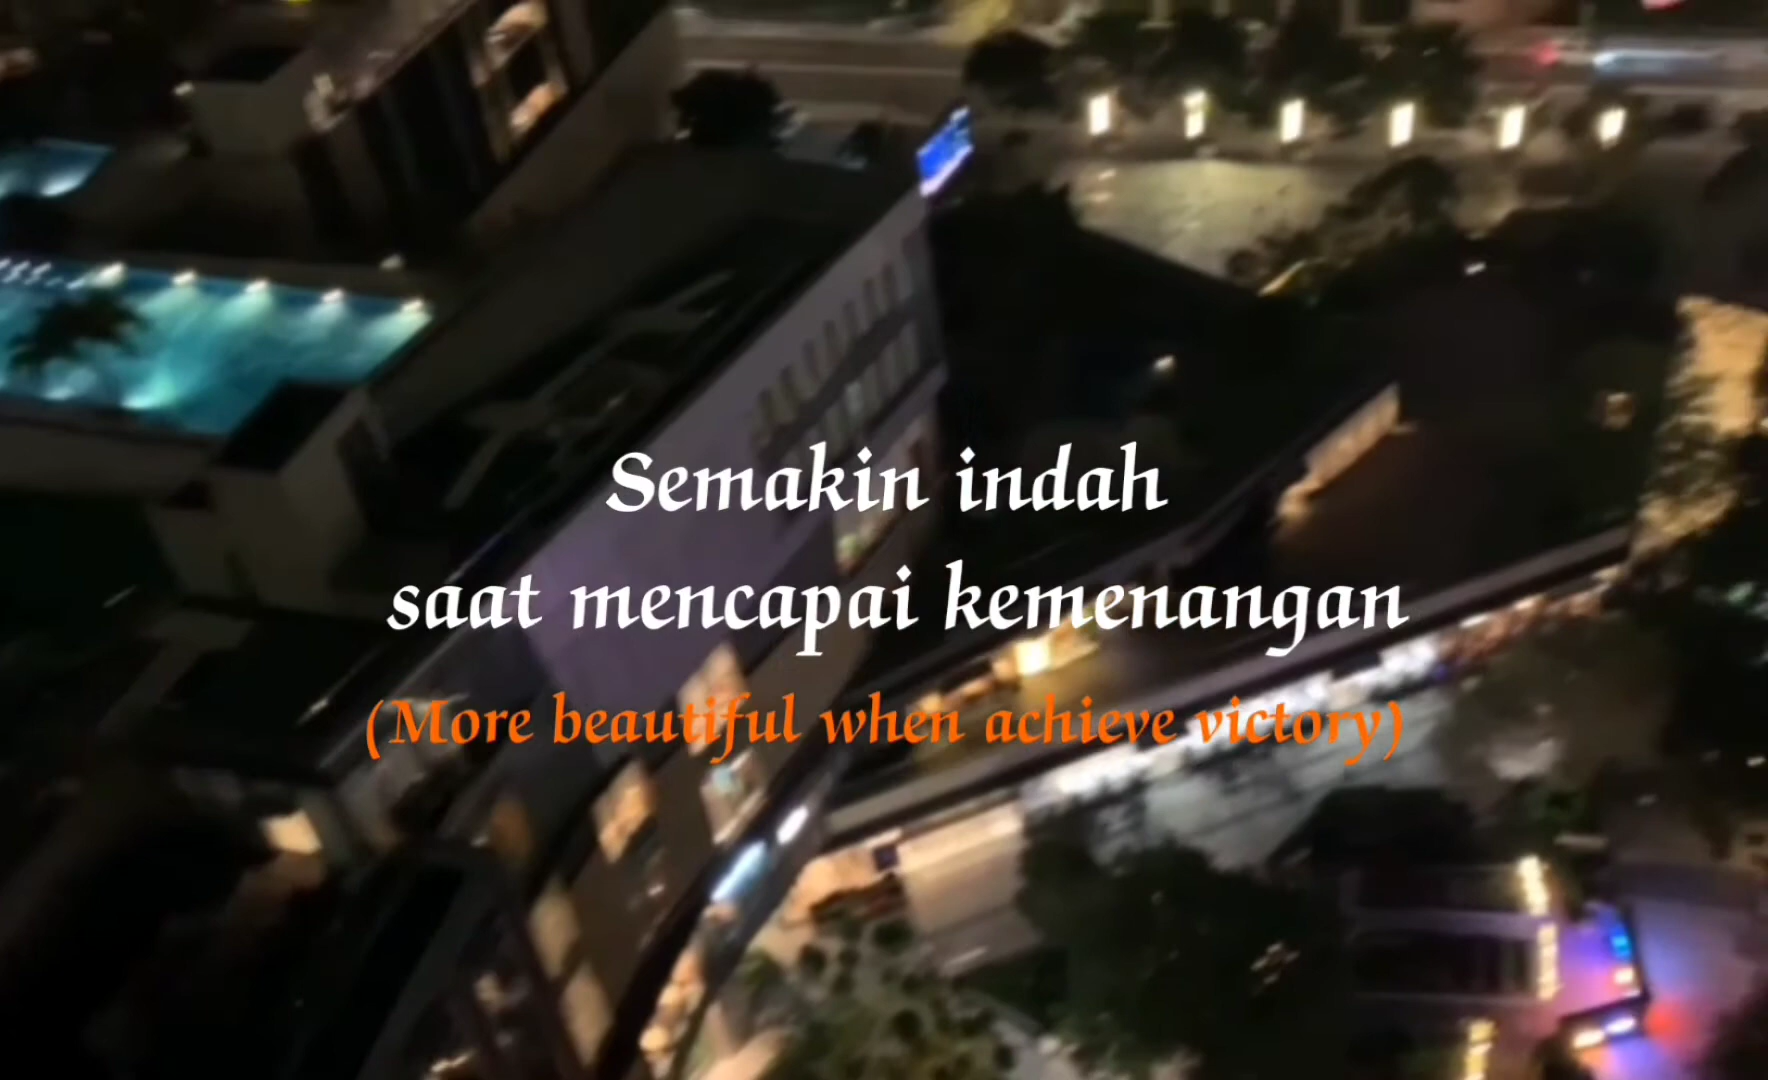 Semakin indah
saat mencapai kemenangan
(More beautiful when achieve victory)